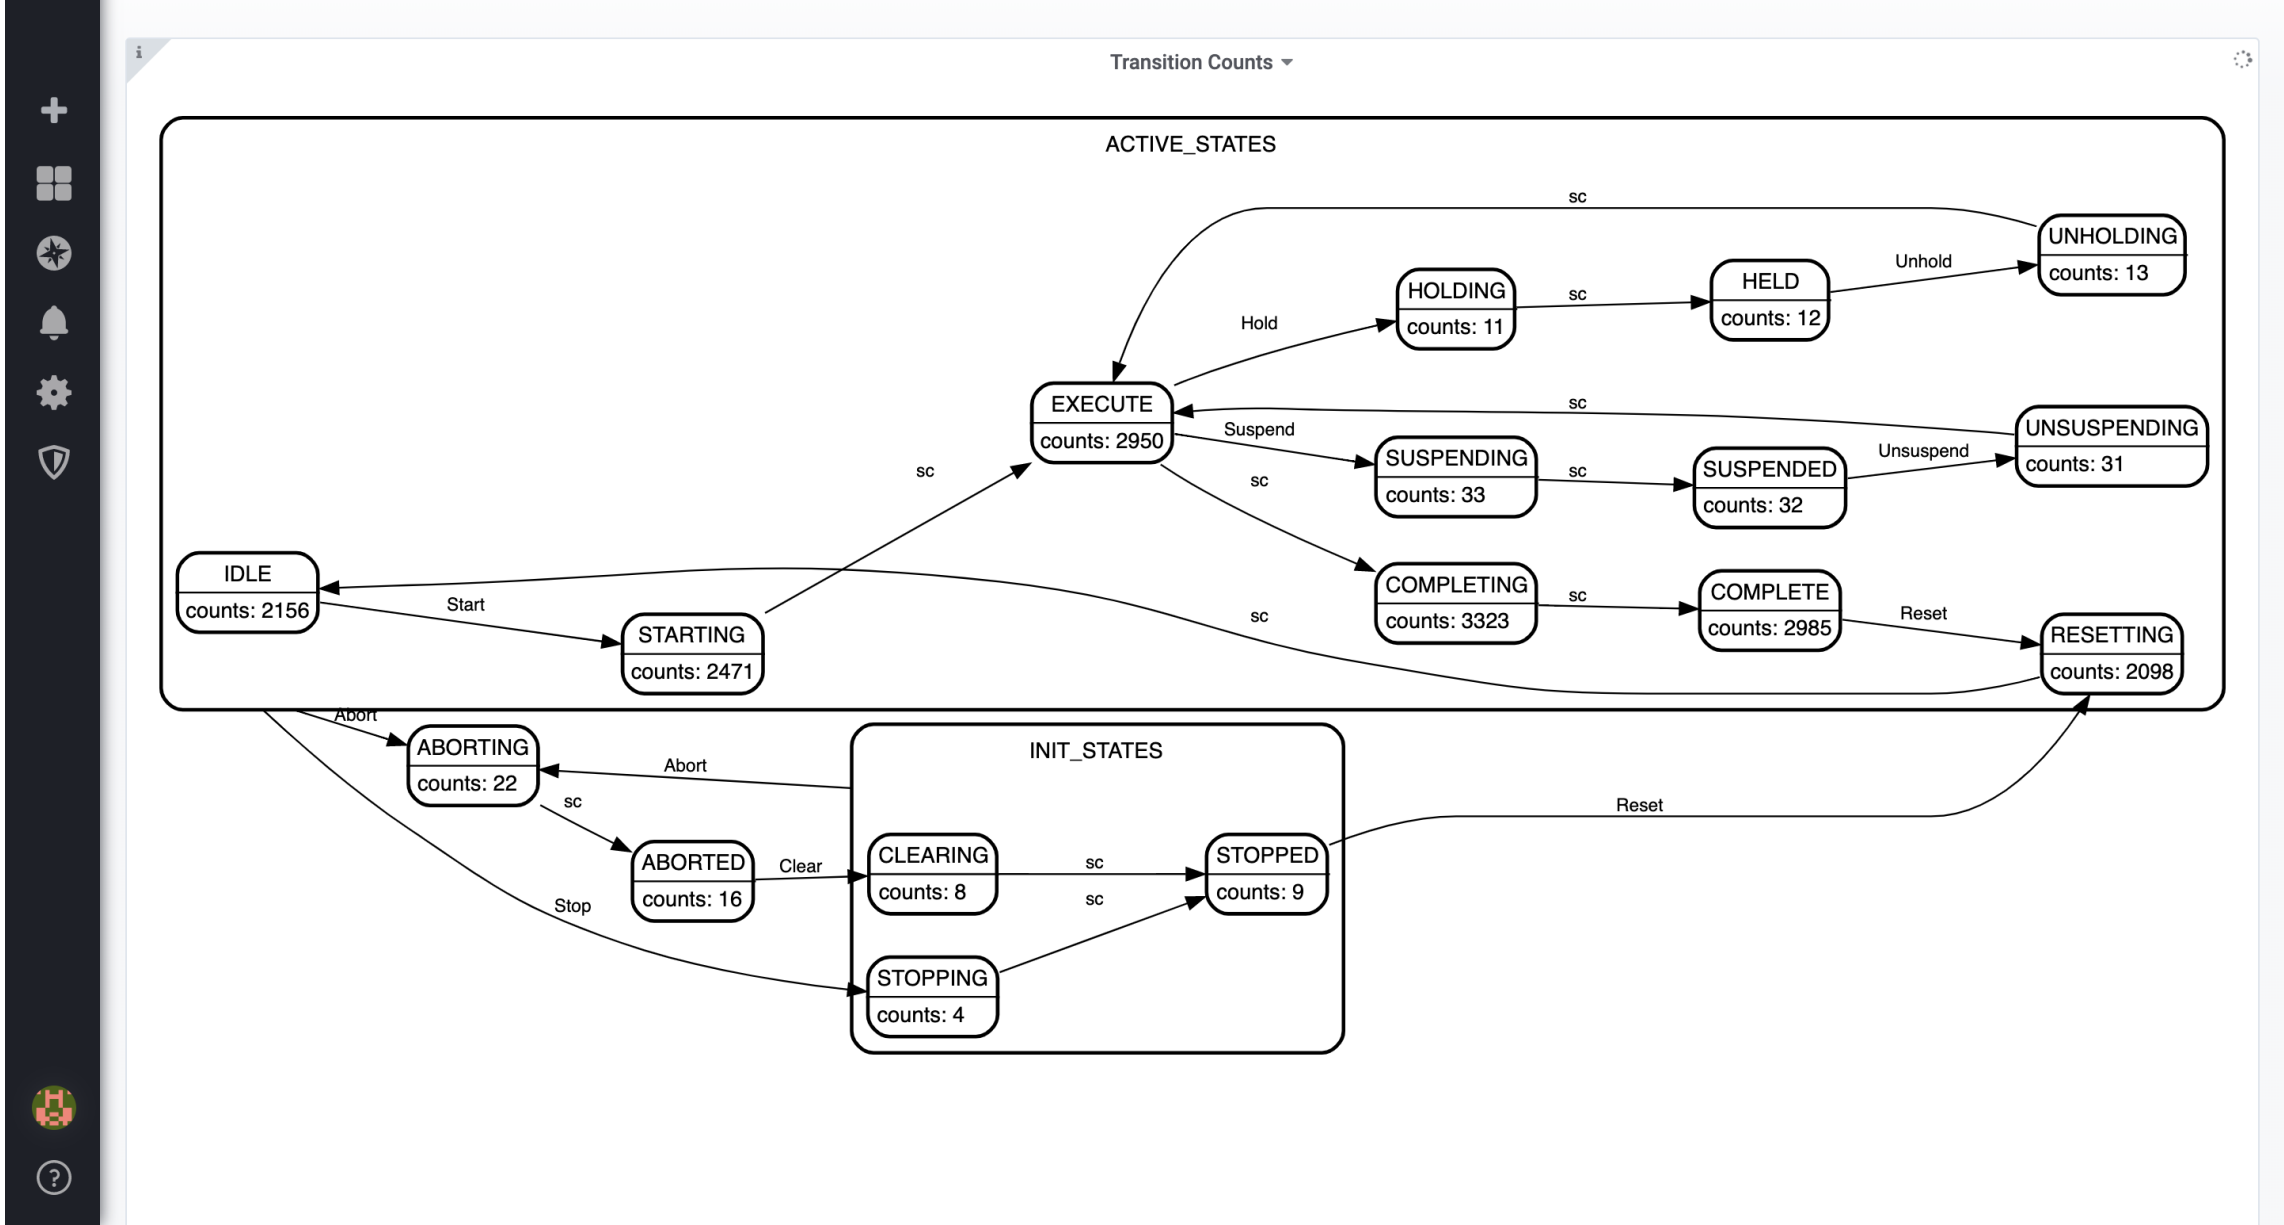 i
Transition Counts
ACTIVE_STATES
sc
UNHOLDING
counts: 13
Unhold
HELD
counts: 12
sc
HOLDING
counts: 11
Hold
EXECUTE
counts: 2950
sc
Suspend
UNSUSPENDING
counts: 31
Unsuspend
SUSPENDED
counts: 32
sc
SUSPENDING
counts: 33
sc
sc
IDLE
counts: 2156
Start
STARTING
counts: 2471
sc
COMPLETING
counts: 3323
sc
COMPLETE
counts: 2985
Reset
RESETTING
counts: 2098
Abort
ABORTING
counts: 22
Abort
sc
INIT_STATES
Reset
ABORTED
counts: 16
Clear
CLEARING
counts: 8
sc
sc
STOPPED
counts: 9
Stop
STOPPING
counts: 4
?